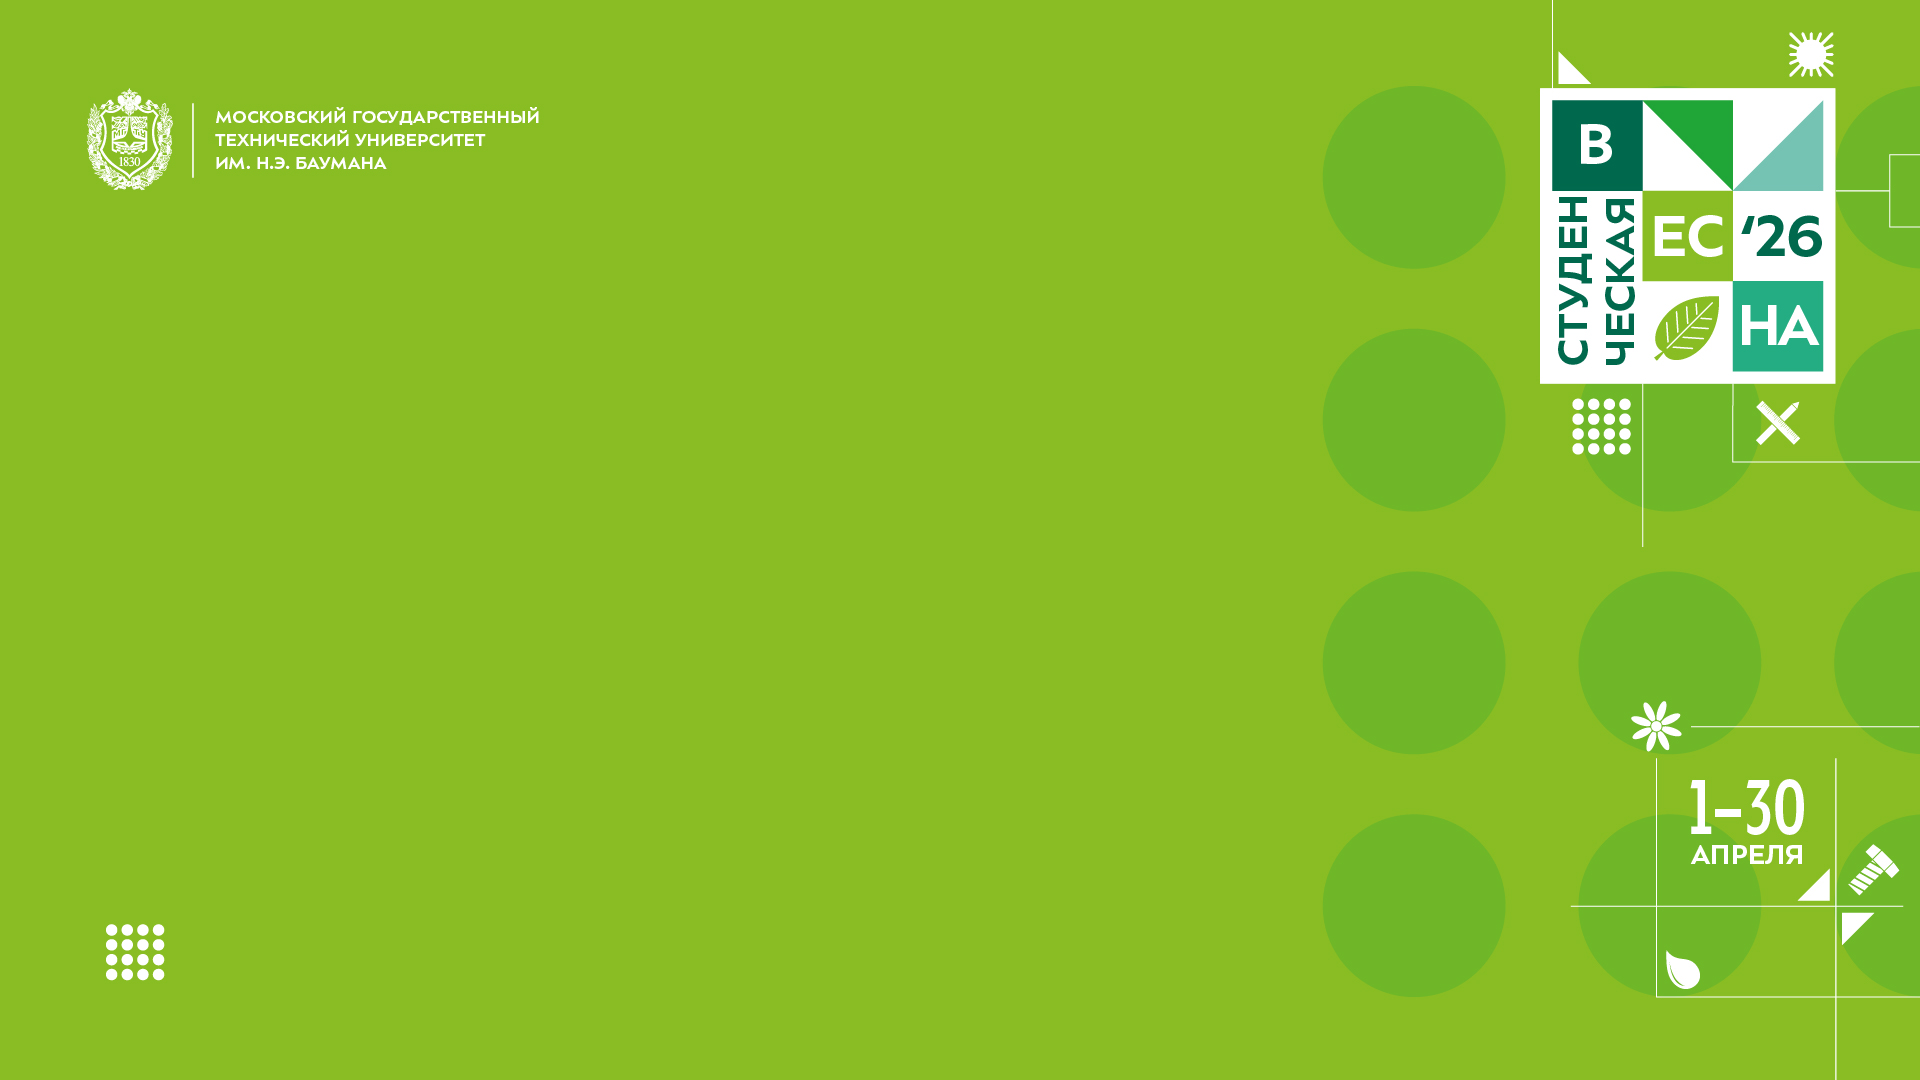 МОСКОВСКИЙ ГОСУДАРСТВЕННЫЙ
ТЕХНИЧЕСКИЙ УНИВЕРСИТЕТ
ИМ. Н.Э. БАУМАНА
1830
СТУДЕН
ЧЕСКАЯ
В
ЕС
‘26
НА
1–30
АПРЕЛЯ